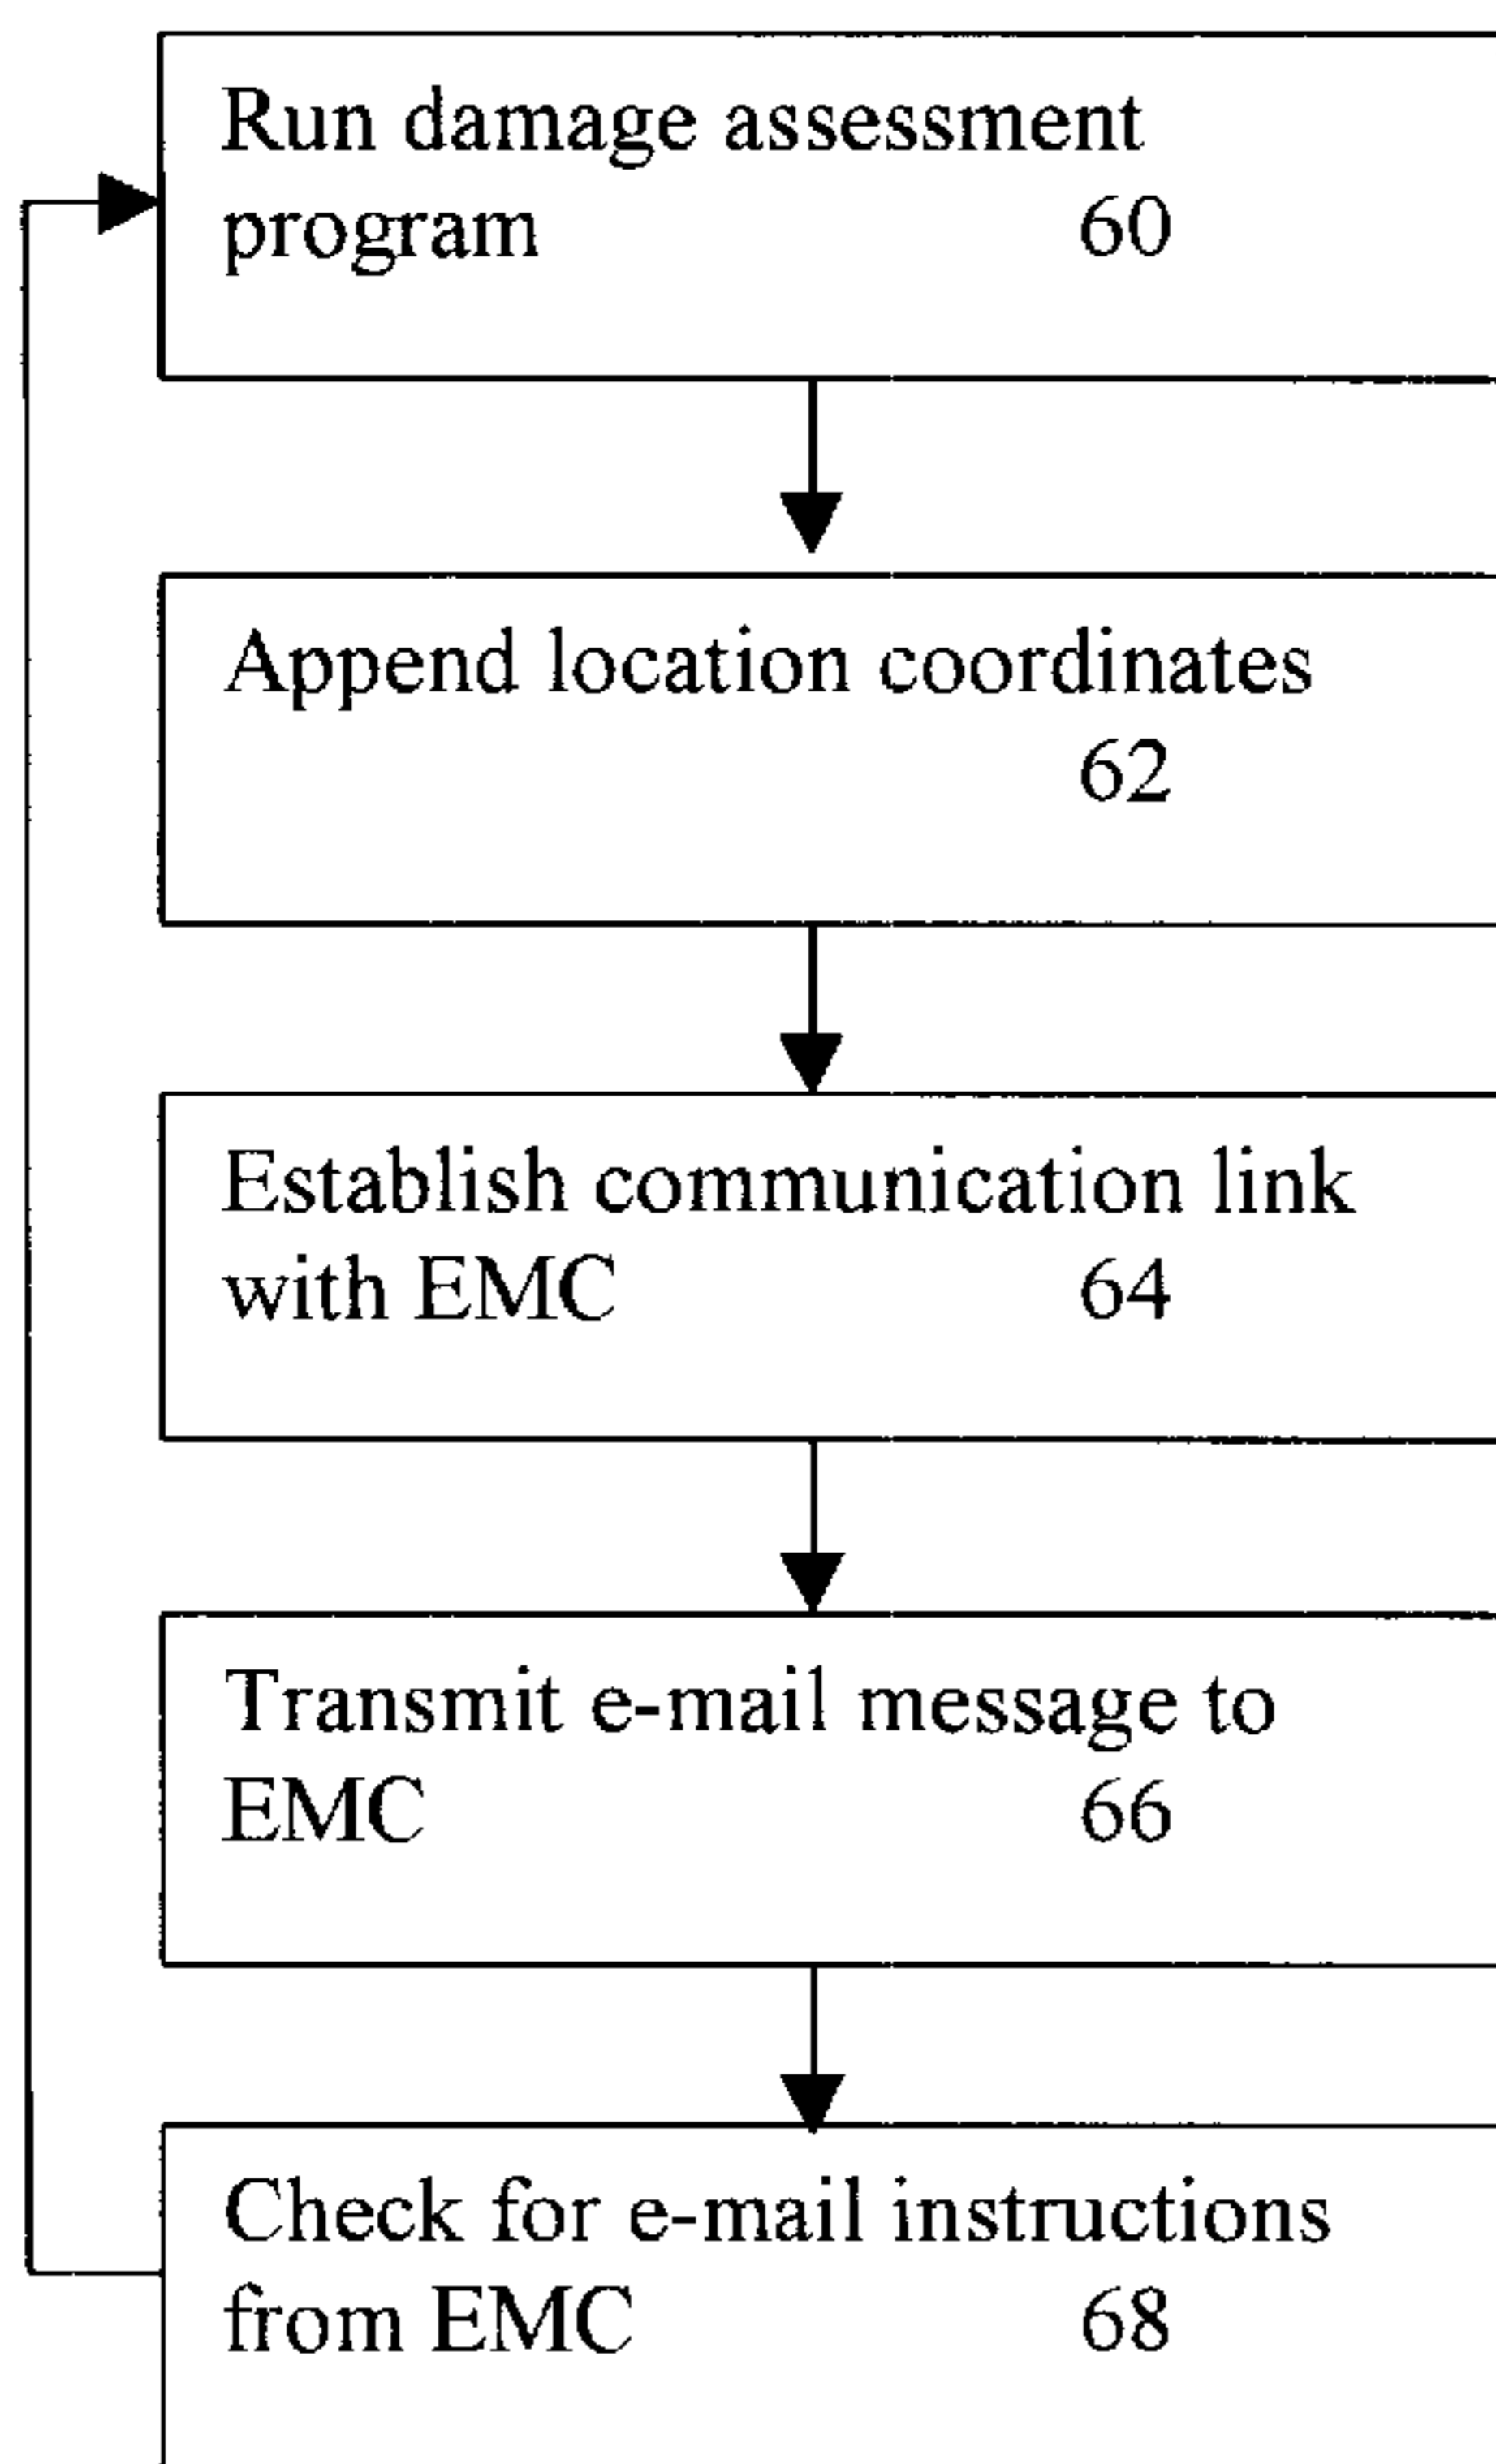 Run damage assessment
program 60
Append location coordinates
62
Establish communication link
with EMC 64
Transmit e-mail message to
EMC 66
Check for e-mail instructions
from EMC 68